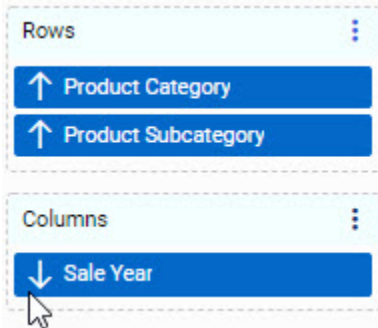 Rows
Product Category
Product Subcategory
Columns
Sale Year